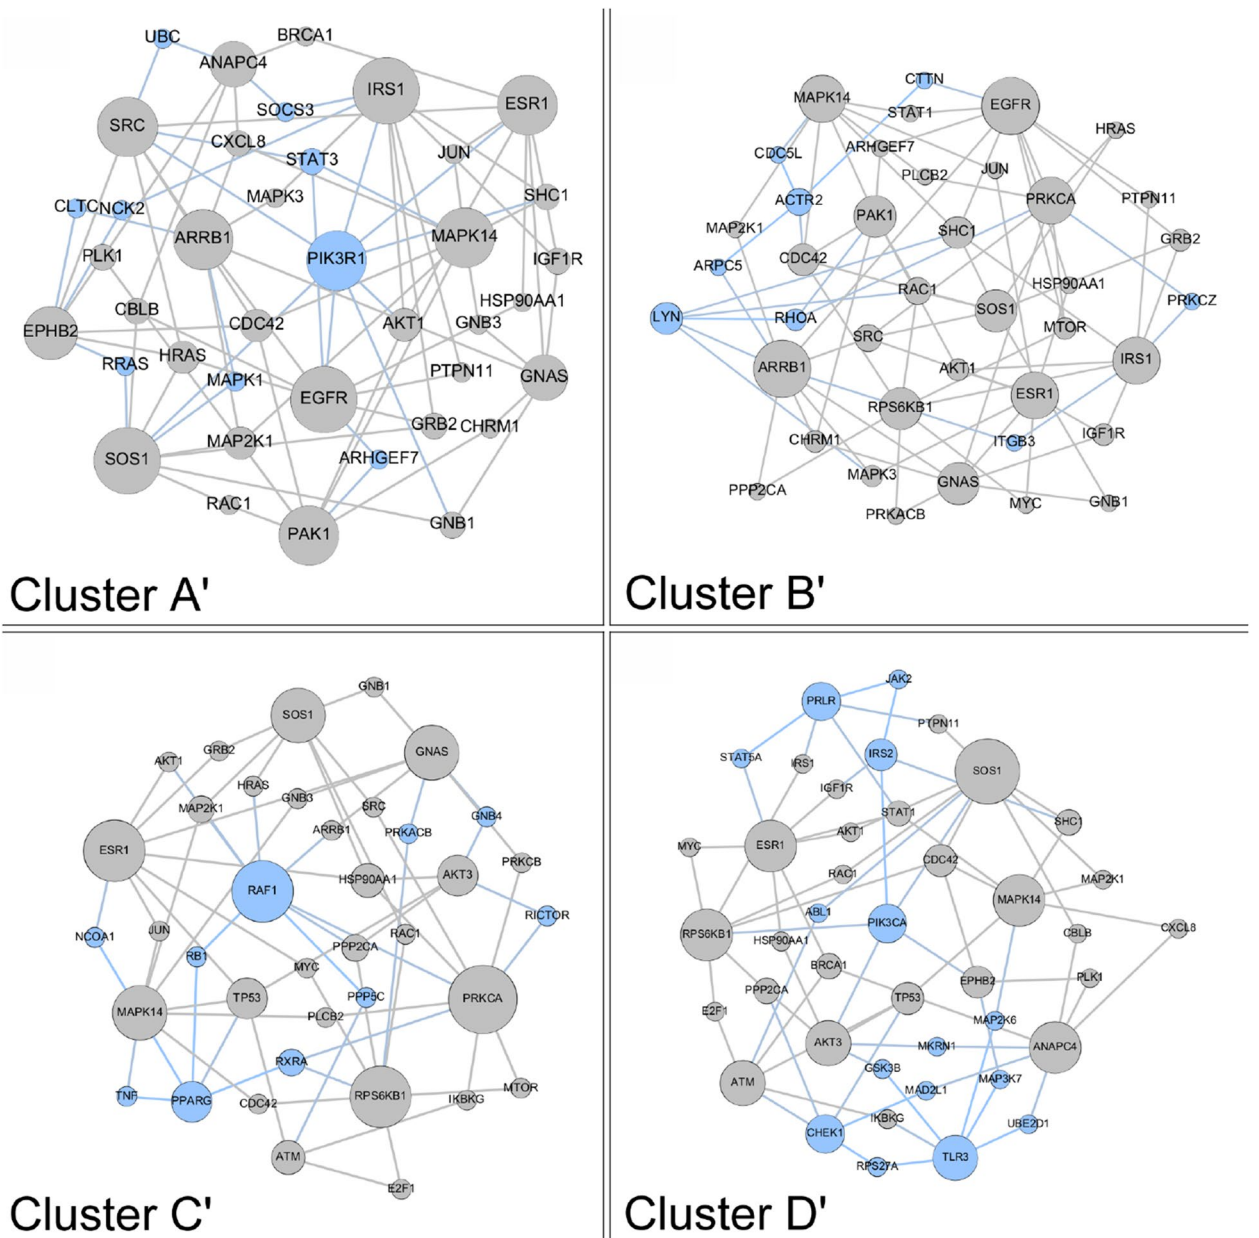 UBC
BRCA1
ANAPC4
IRS1
ESR1
SOCS3
SRC
CXCL8
STAT3
JUN
MAPK3
SHC1
CLTC
NCK2
ARRB1
MAPK14
PLK1
PIK3R1
IGF1R
HSP90AA1
CBLB
EPHB2
CDC42
AKT1
GNB3
HRAS
RRAS
MAPK1
PTPN11
GNAS
EGFR
GRB2
CHRM1
MAP2K1
SOS1
ARHGEF7
RAC1
GNB1
PAK1
Cluster A'
CTTN
MAPK14
EGFR
STAT1
HRAS
ARHGEF7
CDC5L
PLCB2
JUN
ACTR2
PRKCA
PTPN11
PAK1
MAP2K1
SHC1
GRB2
CDC42
ARPC5
RAC1
HSP90AA1
PRKCZ
LYN
RHOA
SOS1
MTOR
SRC
IRS1
ARRB1
AKT1
ESR1
RPS6KB1
CHRM1
ITGB3
IGF1R
MAPK3
GNAS
PPP2CA
MYC
GNB1
PRKACB
Cluster B'
GNB1
SOS1
GRB2
GNAS
AKT1
HRAS
GNB3
MAP2K1
SRC
GNB4
ARRB1
PRKACB
ESR1
PRKCB
HSP90AA1
AKT3
RAF1
RICTOR
NCOA1
JUN
RAC1
PPP2CA
RB1
MYC
TP53
PPP5C
PRKCA
MAPK14
PLCB2
RXRA
TNF
PPARG
CDC42
RPS6KB1
IKBKG
MTOR
ATM
E2F1
Cluster C'
JAK2
PRLR
PTPN11
STAT5A
IRS1
IRS2
SOS1
IGF1R
STAT1
SHC1
AKT1
MYC
ESR1
CDC42
RAC1
MAP2K1
MAPK14
ABL1
PIK3CA
RPS6KB1
HSP90AA1
CBLB
CXCL8
BRCA1
PPP2CA
EPHB2
PLK1
TP53
E2F1
MAP2K6
AKT3
MKRN1
ANAPC4
GSK3B
ATM
MAD2L1
MAP3K7
IKBKG
CHEK1
UBE2D1
RPS27A
TLR3
Cluster D'